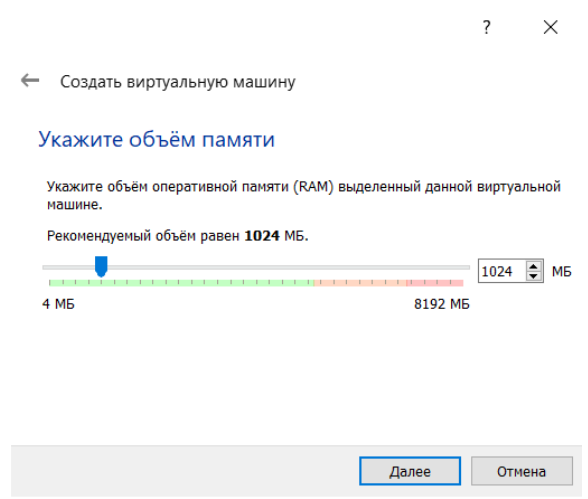 ?
Создать виртуальную машину
Укажите объём памяти
Укажите объём оперативной памяти (RAM) выделенный данной виртуальной
машине.
Рекомендуемый объём равен 1024 МБ.
1024 МБ
4 МБ 8192 МБ
Далее Отмена